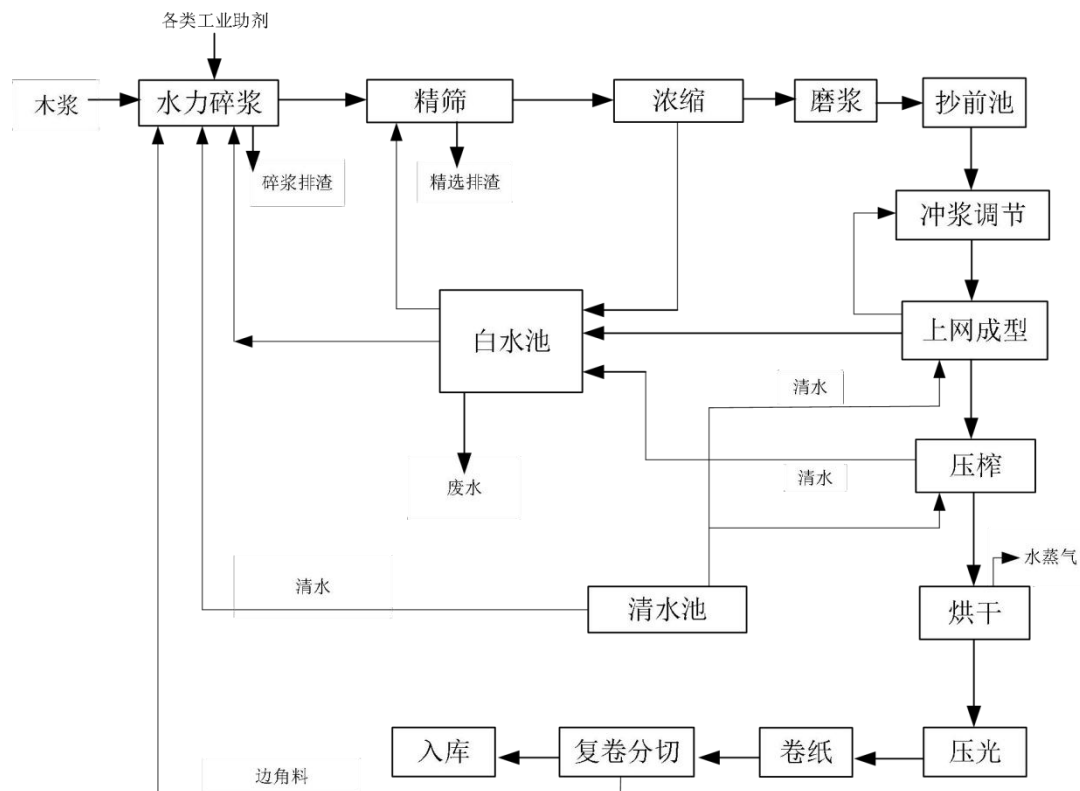 各类工业助剂
木浆
水力碎浆
精筛
浓缩
磨浆
抄前池
碎浆排渣
精选排渣
冲浆调节
白水池
上网成型
清水
压榨
清水
废水
水蒸气
清水
清水池
烘干
入库
复卷分切
卷纸
压光
边角料